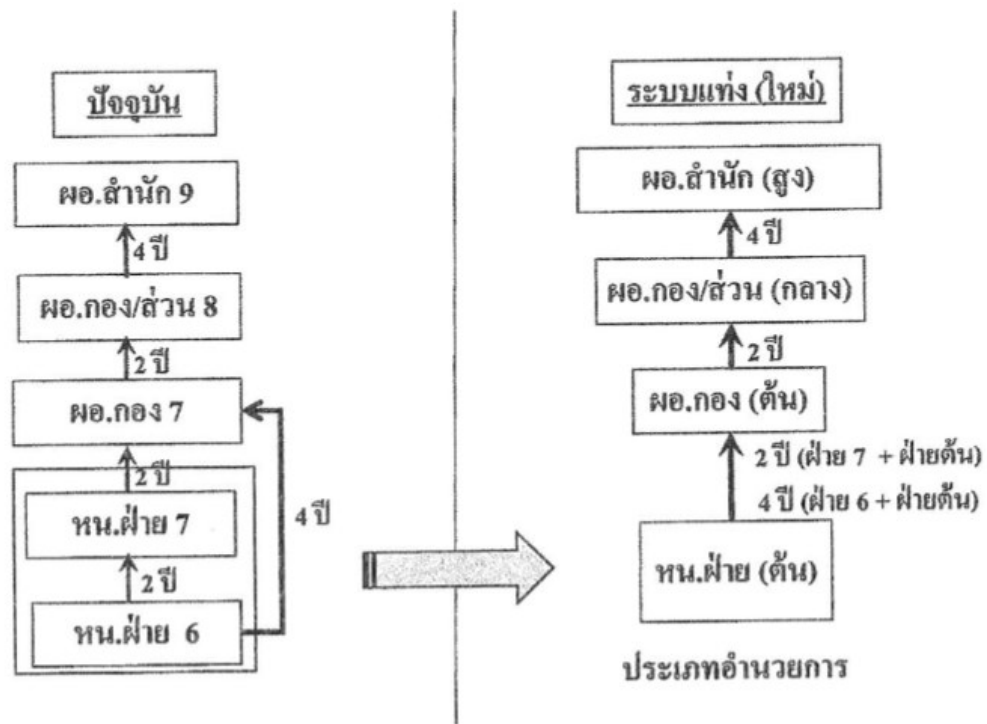 ปัจจุบัน
ผอ.สำนัก 9
4 ปี
ผอ.กอง/ส่วน 8
2 ปี
ผอ.กอง 7
2 ปี
หน.ฝ่าย 7
4 ปี
2 ปี
หน.ฝ่าย 6
ระบบแท่ง (ใหม่)
ผอ.สำนัก (สูง)
4 ปี
ผอ.กอง/ส่วน (กลาง)
2 ปี
ผอ.กอง (ต้น)
2 ปี (ฝ่าย 7 + ฝ่ายต้น)
4 ปี (ฝ่าย 6 + ฝ่ายต้น)
หน.ฝ่าย (ต้น)
ประเภทอำนวยการ